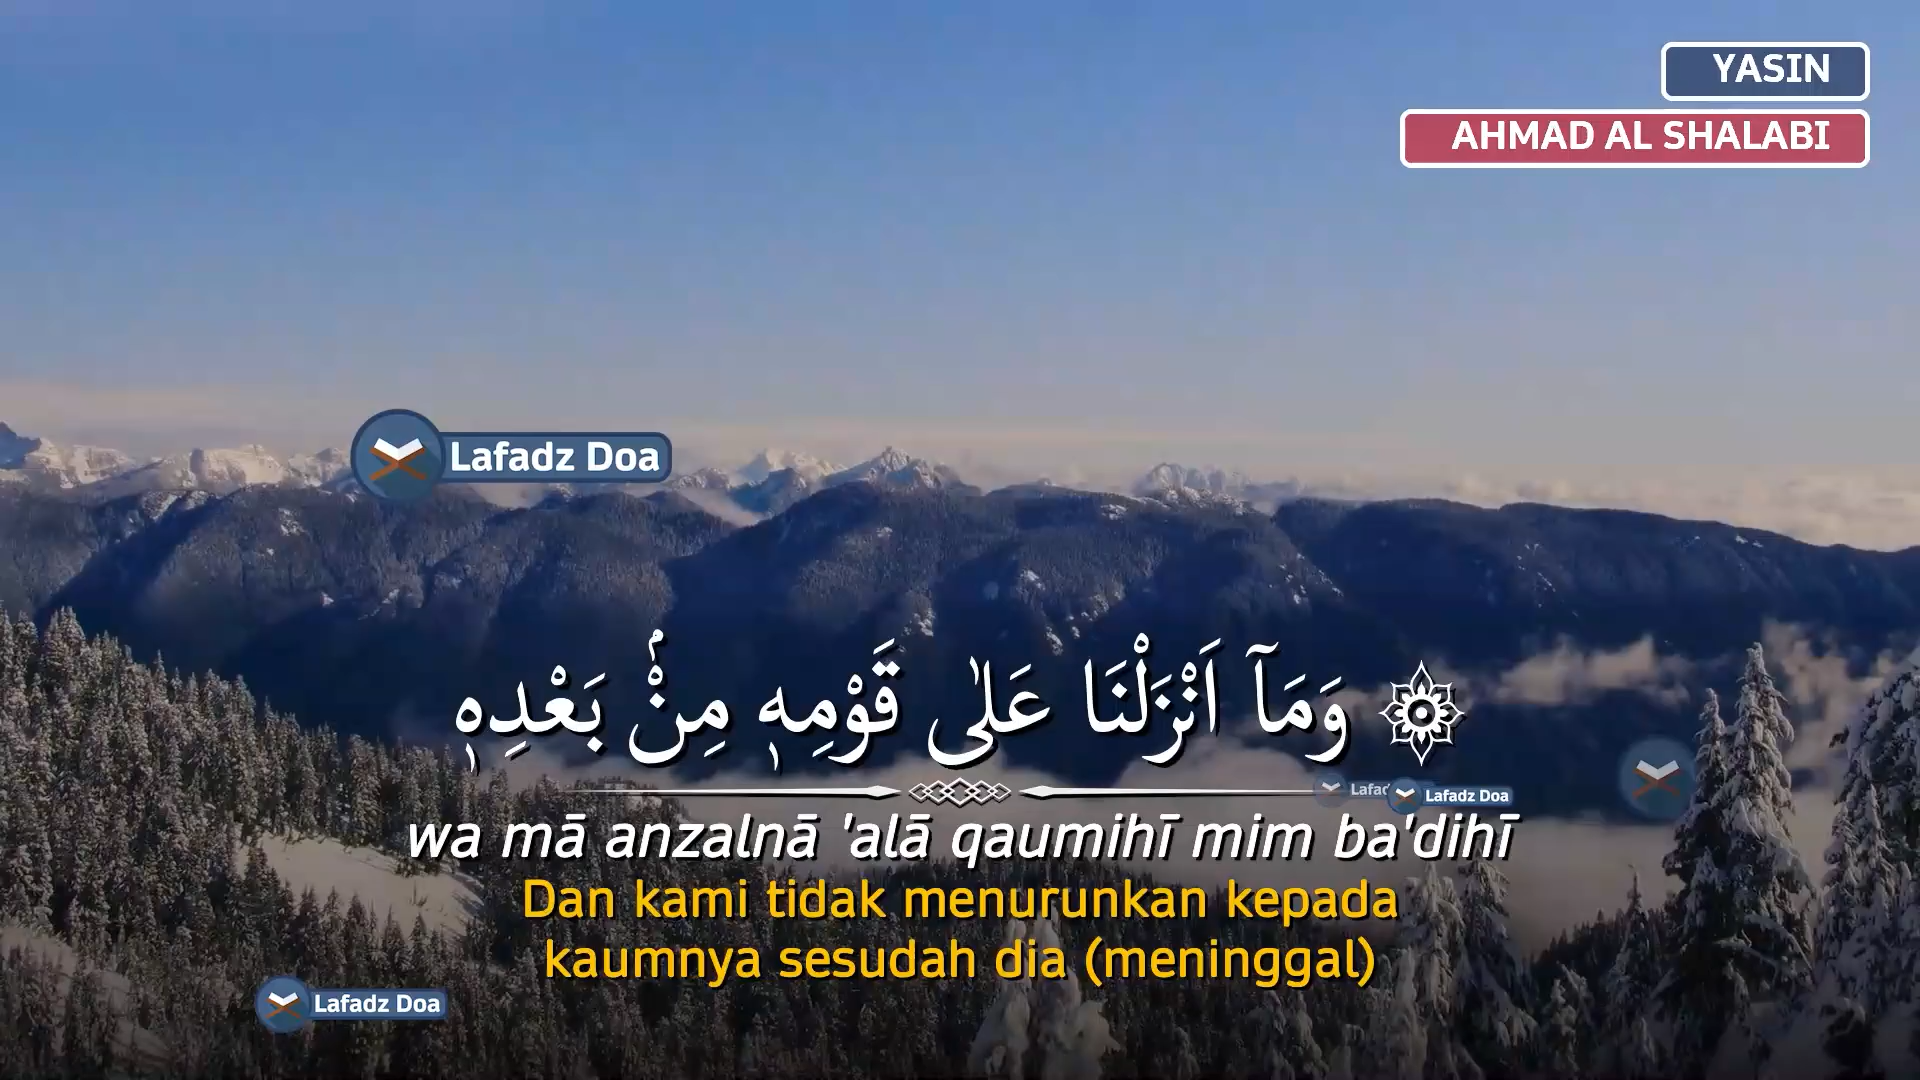 YASIN
AHMAD AL SHALABI
Lafadz Doa
۞ وَمَآ اَنْزَلْنَا عَلٰى قَوْمِهٖ مِنْۢ بَعْدِهٖ
Lafadz Doa
wa mā anzalnā 'alā qaumihī mim ba'dihī
Dan kami tidak menurunkan kepada
kaumnya sesudah dia (meninggal)
Lafadz Doa